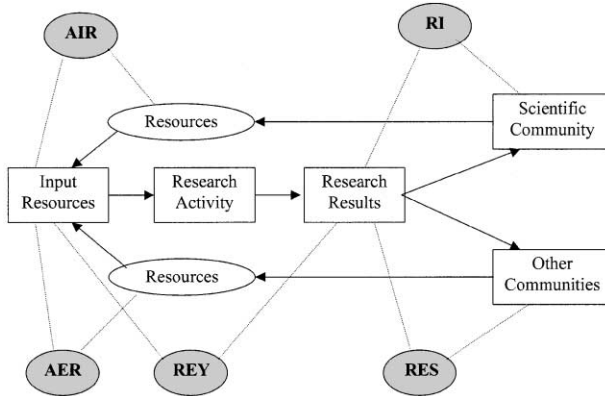 AIR
RI
Resources
Scientific
Community
Input
Resources
Research
Activity
Research
Results
Resources
Other
Communities
AER
REY
RES